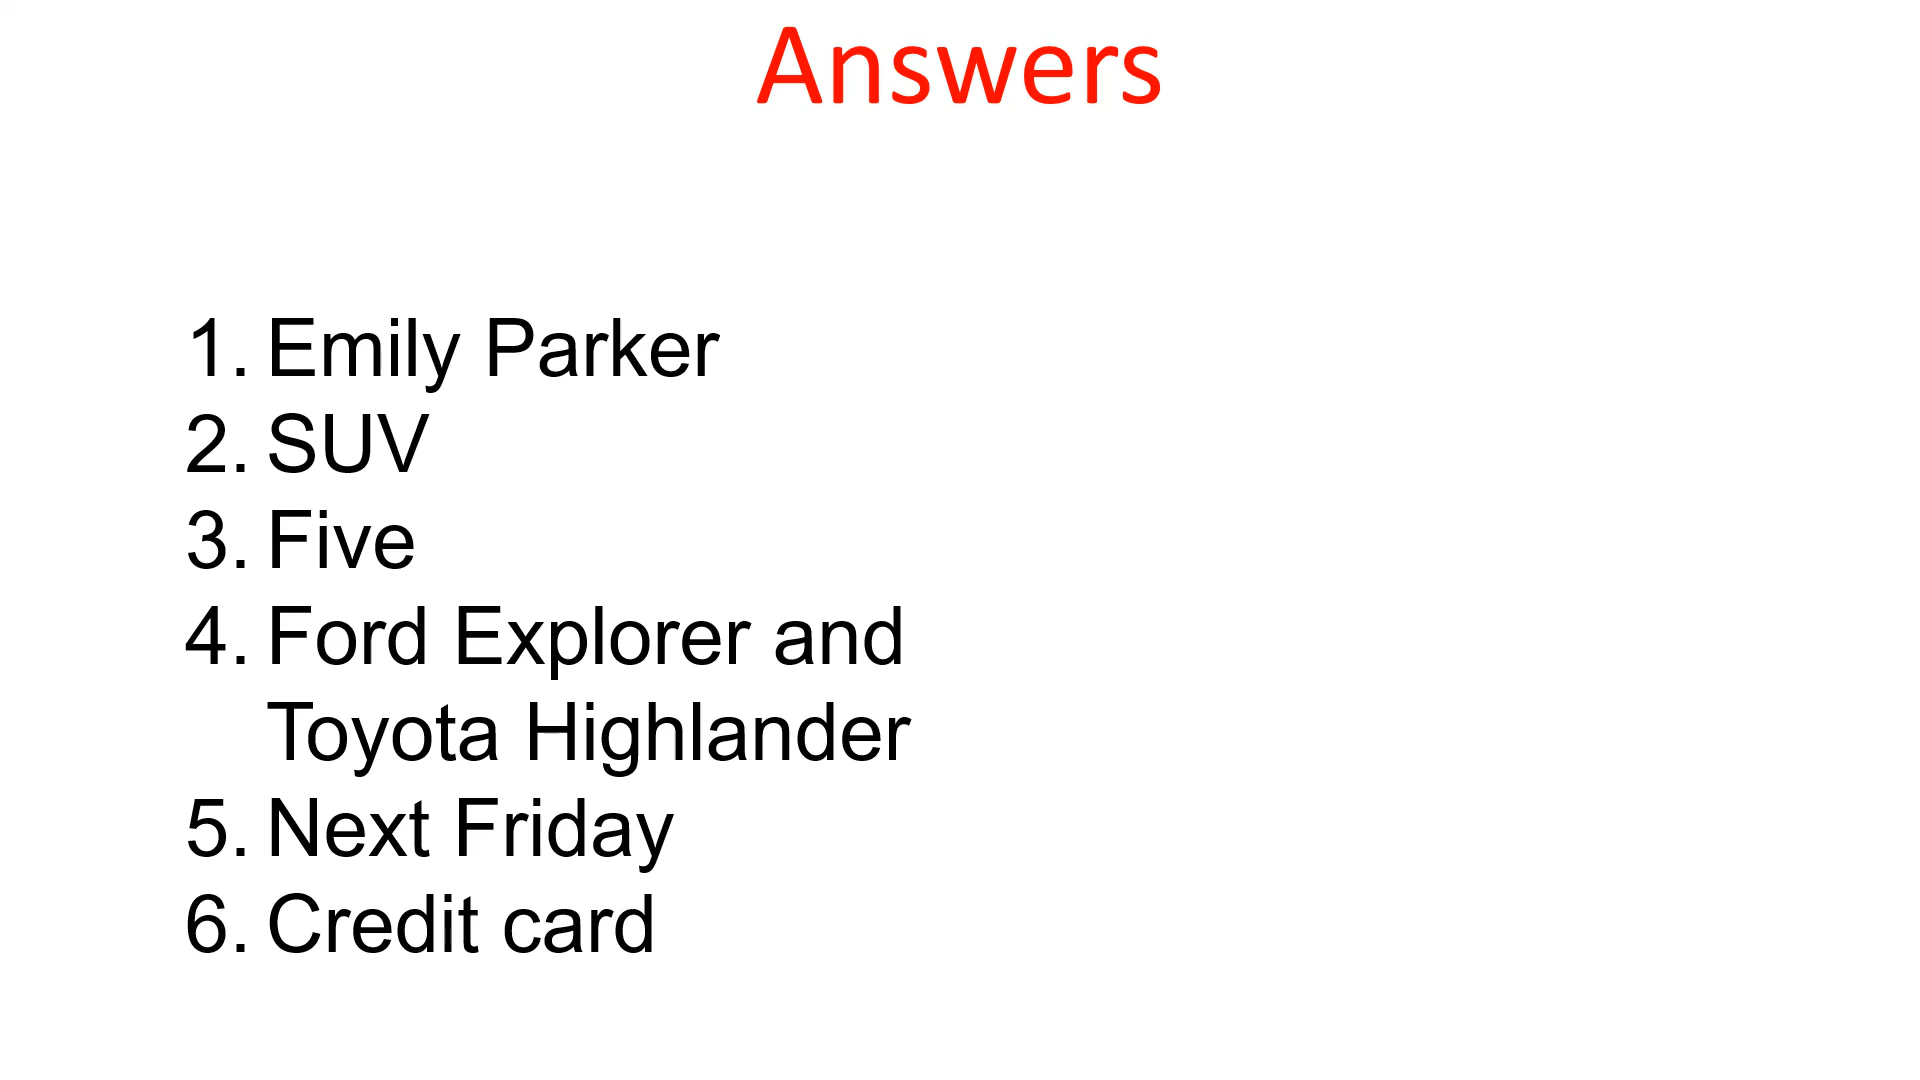 Answers
1. Emily Parker
2. SUV
3. Five
4. Ford Explorer and
Toyota Highlander
5. Next Friday
6. Credit card